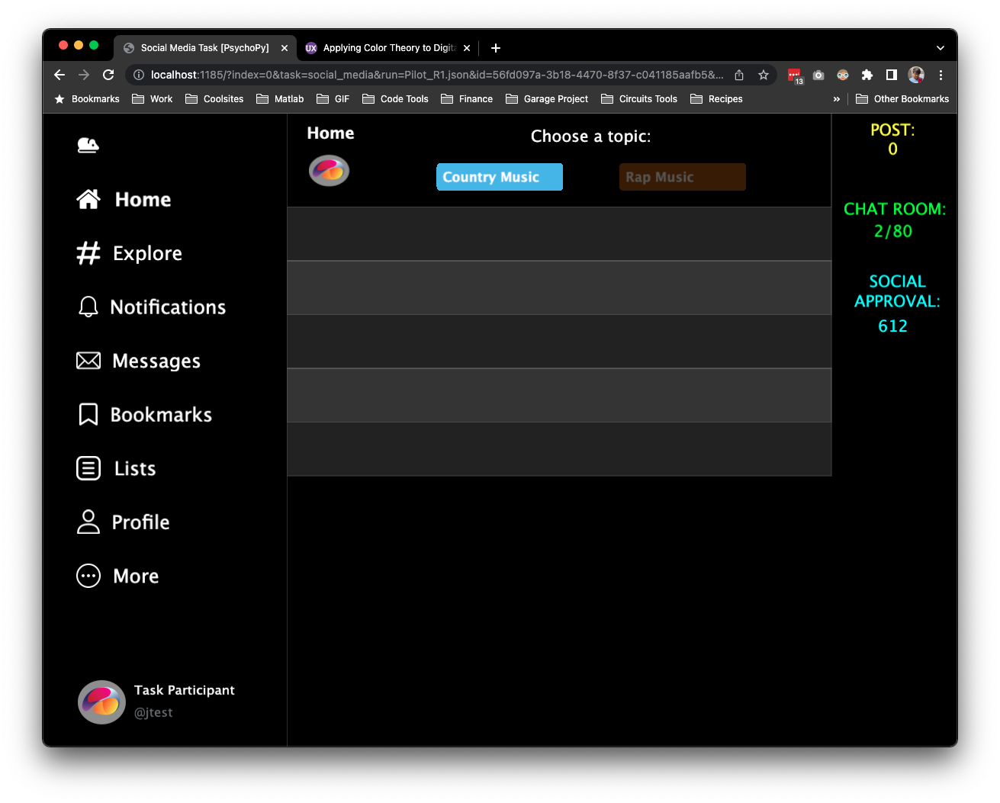 Social Media Task [PsychoPy]
UX
Applying Color Theory to Digita
localhost:1185/?index=0&task=social_media&run=Pilot_R1.json&id=56fd097a-3b18-4470-8f37-c041185aafb5&...
13
Bookmarks
Work
Coolsites
Matlab
GIF
Code Tools
Finance
Garage Project
Circuits Tools
Recipes
»
Other Bookmarks
Home
Explore
Notifications
Messages
Bookmarks
Lists
Profile
More
Task Participant
@jtest
Home
Choose a topic:
Country Music
Rap Music
POST:
0
CHAT ROOM:
2/80
SOCIAL
APPROVAL:
612